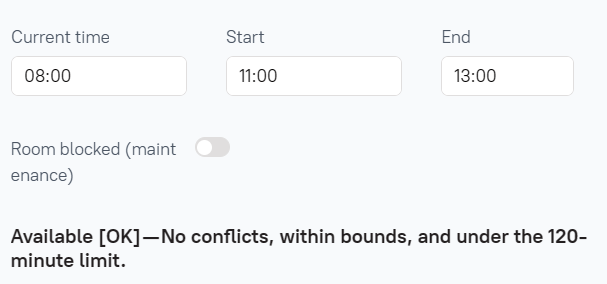 Current time Start End
08:00 11:00 13:00
Room blocked (maint
enance)
Available [OK]—No conflicts, within bounds, and under the 120-
minute limit.